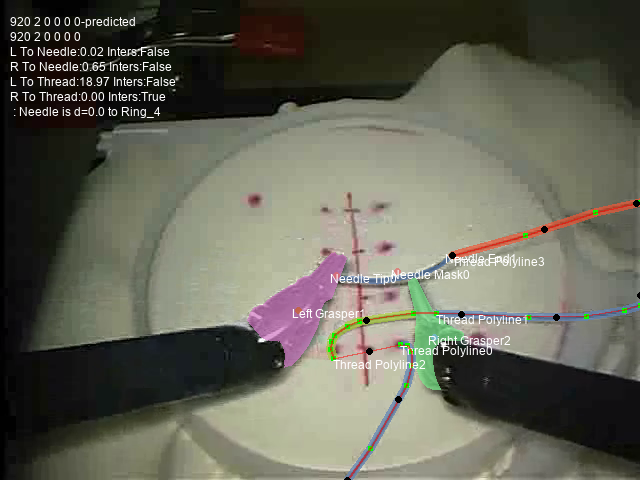 920 2 0 0 0 0-predicted
920 2 0 0 0 0
L To Needle:0.02 Inters:False
R To Needle:0.65 Inters:False
L To Thread:18.97 Inters:False
R To Thread:0.00 Inters:True
: Needle is d=0.0 to Ring_4
Needle End1
Thread Polyline3
Needle Tip0
Needle Mask0
Left Grasper1
Thread Polyline1
Right Grasper2
Thread Polyline0
Thread Polyline2